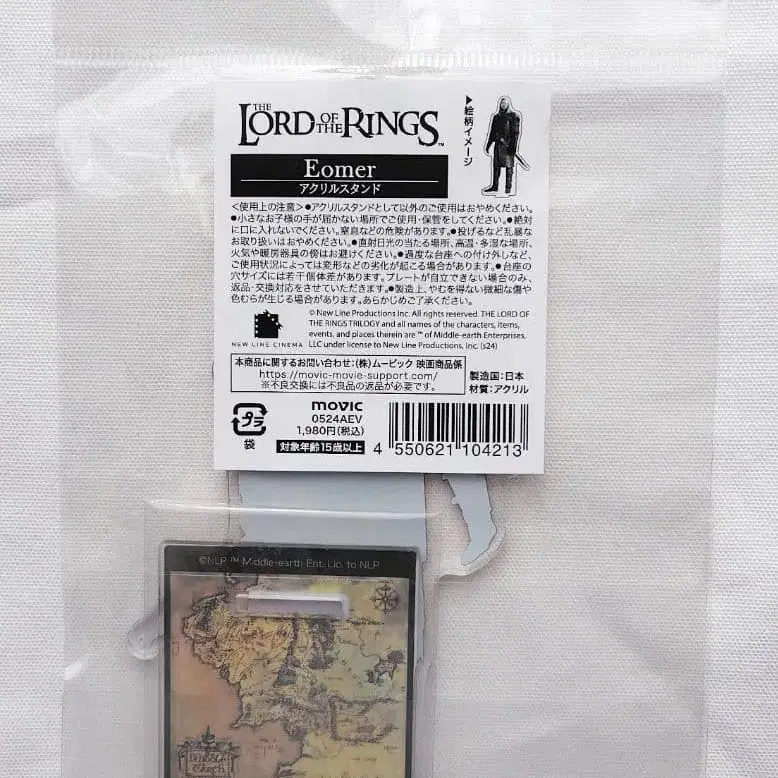 THE LORD OF THE RINGS™
▶絵柄イメージ
Eomer
アクリルスタンド
<使用上の注意>●アクリルスタンドとして以外のご使用はおやめください。
●小さなお子様の手が届かない場所でご使用・保管をしてください。●絶対
に口に入れないでください。窒息などの危険があります。●投げるなど乱暴な
お取り扱いはおやめください。●直射日光の当たる場所、高温・多湿な場所、
火気や暖房器具の傍はお避けください。●過度な台座への付け外しなど、
ご使用状況によっては変形などの劣化が起こる場合があります。●台座の
穴サイズには若干個体差があります。プレートが自立できない場合のみ、
返品・交換対応をさせていただきます。●製造上、やむを得ない微細な傷や
色むらが生じる場合があります。あらかじめご了承ください。
NEW LINE CINEMA
© New Line Productions Inc. All rights reserved. THE LORD OF
THE RINGS TRILOGY and all names of the characters, items,
events, and places therein are ™ of Middle-earth Enterprises,
LLC under license to New Line Productions, Inc. (s24)
本商品に関するお問い合わせ:(株)ムービック 映画商品係
https://movic-movie-support.com/
※不良交換には不良品の返品が必要です。
製造国:日本
材質:アクリル
プラ
袋
movic
0524AEV
1,980円(税込)
対象年齢15歳以上
4 550621 104213
©NLP ™ Middle-earth Ent. Lic. to NLP
MIDDLE
EARTH